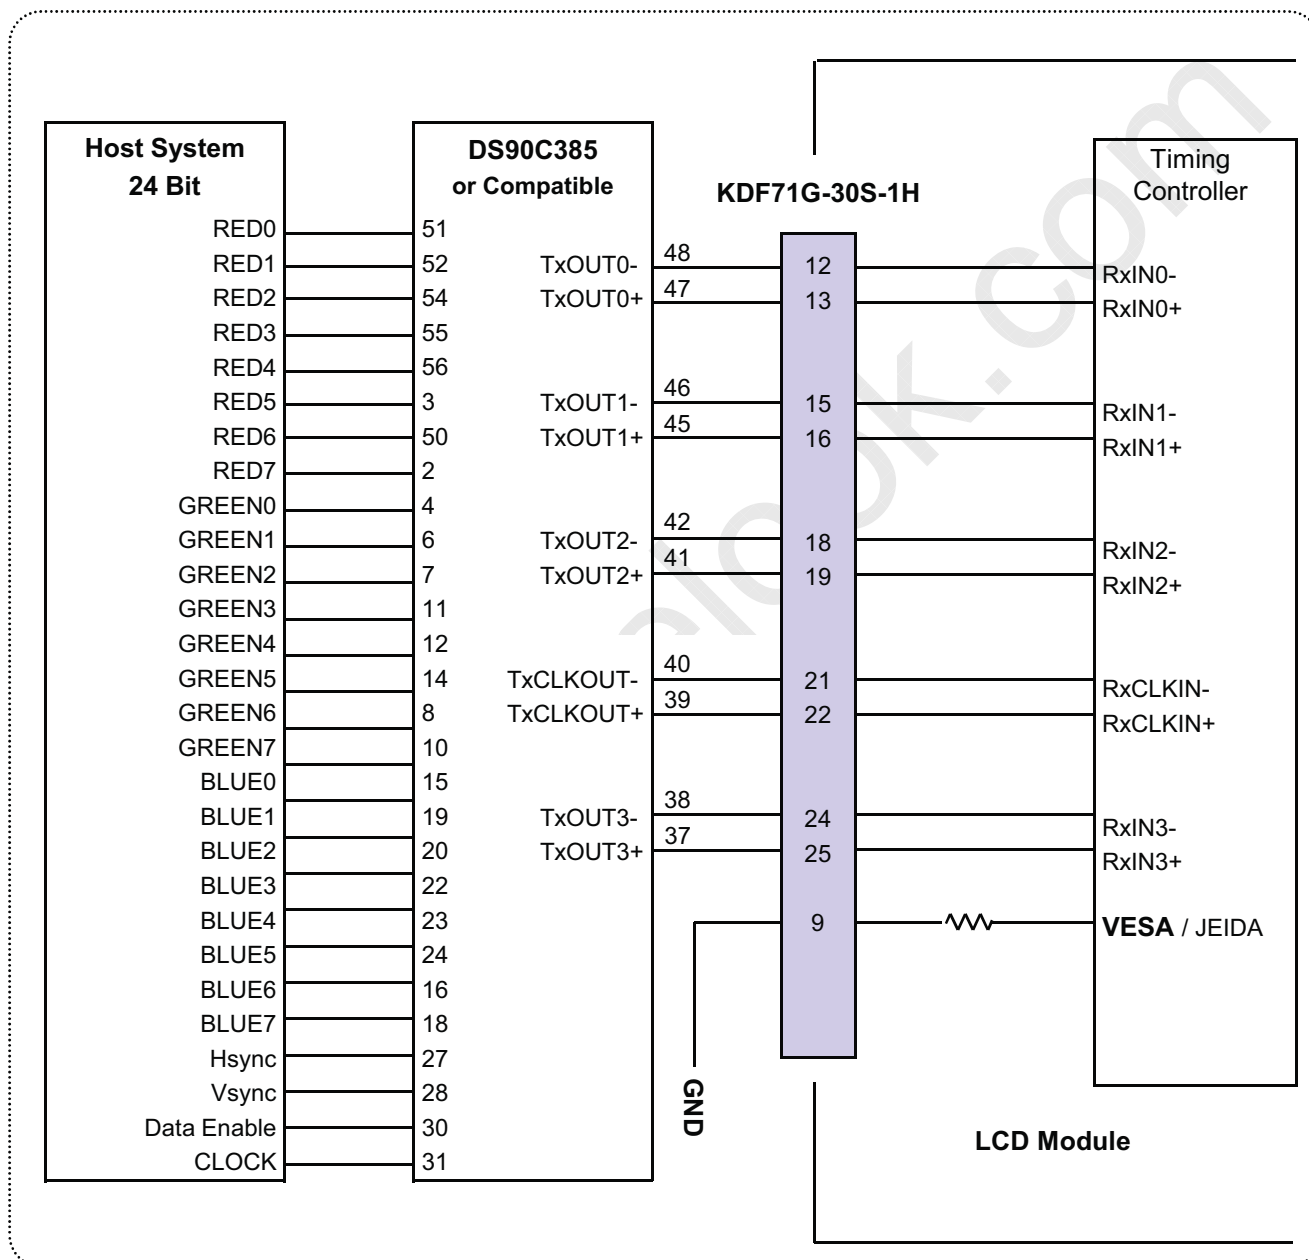 Host System
24 Bit
RED0
RED1
RED2
RED3
RED4
RED5
RED6
RED7
GREEN0
GREEN1
GREEN2
GREEN3
GREEN4
GREEN5
GREEN6
GREEN7
BLUE0
BLUE1
BLUE2
BLUE3
BLUE4
BLUE5
BLUE6
BLUE7
Hsync
Vsync
Data Enable
CLOCK
DS90C385
or Compatible
51
52
54
55
56
3
50
2
4
6
7
11
12
14
8
10
15
19
20
22
23
24
16
18
27
28
30
31
TxOUT0- 48
TxOUT0+ 47
TxOUT1- 46
TxOUT1+ 45
TxOUT2- 42
TxOUT2+ 41
TxCLKOUT- 40
TxCLKOUT+ 39
TxOUT3- 38
TxOUT3+ 37
GND
KDF71G-30S-1H
12
13
15
16
18
19
21
22
24
25
9
Timing
Controller
RxIN0-
RxIN0+
RxIN1-
RxIN1+
RxIN2-
RxIN2+
RxCLKIN-
RxCLKIN+
RxIN3-
RxIN3+
VESA / JEIDA
LCD Module